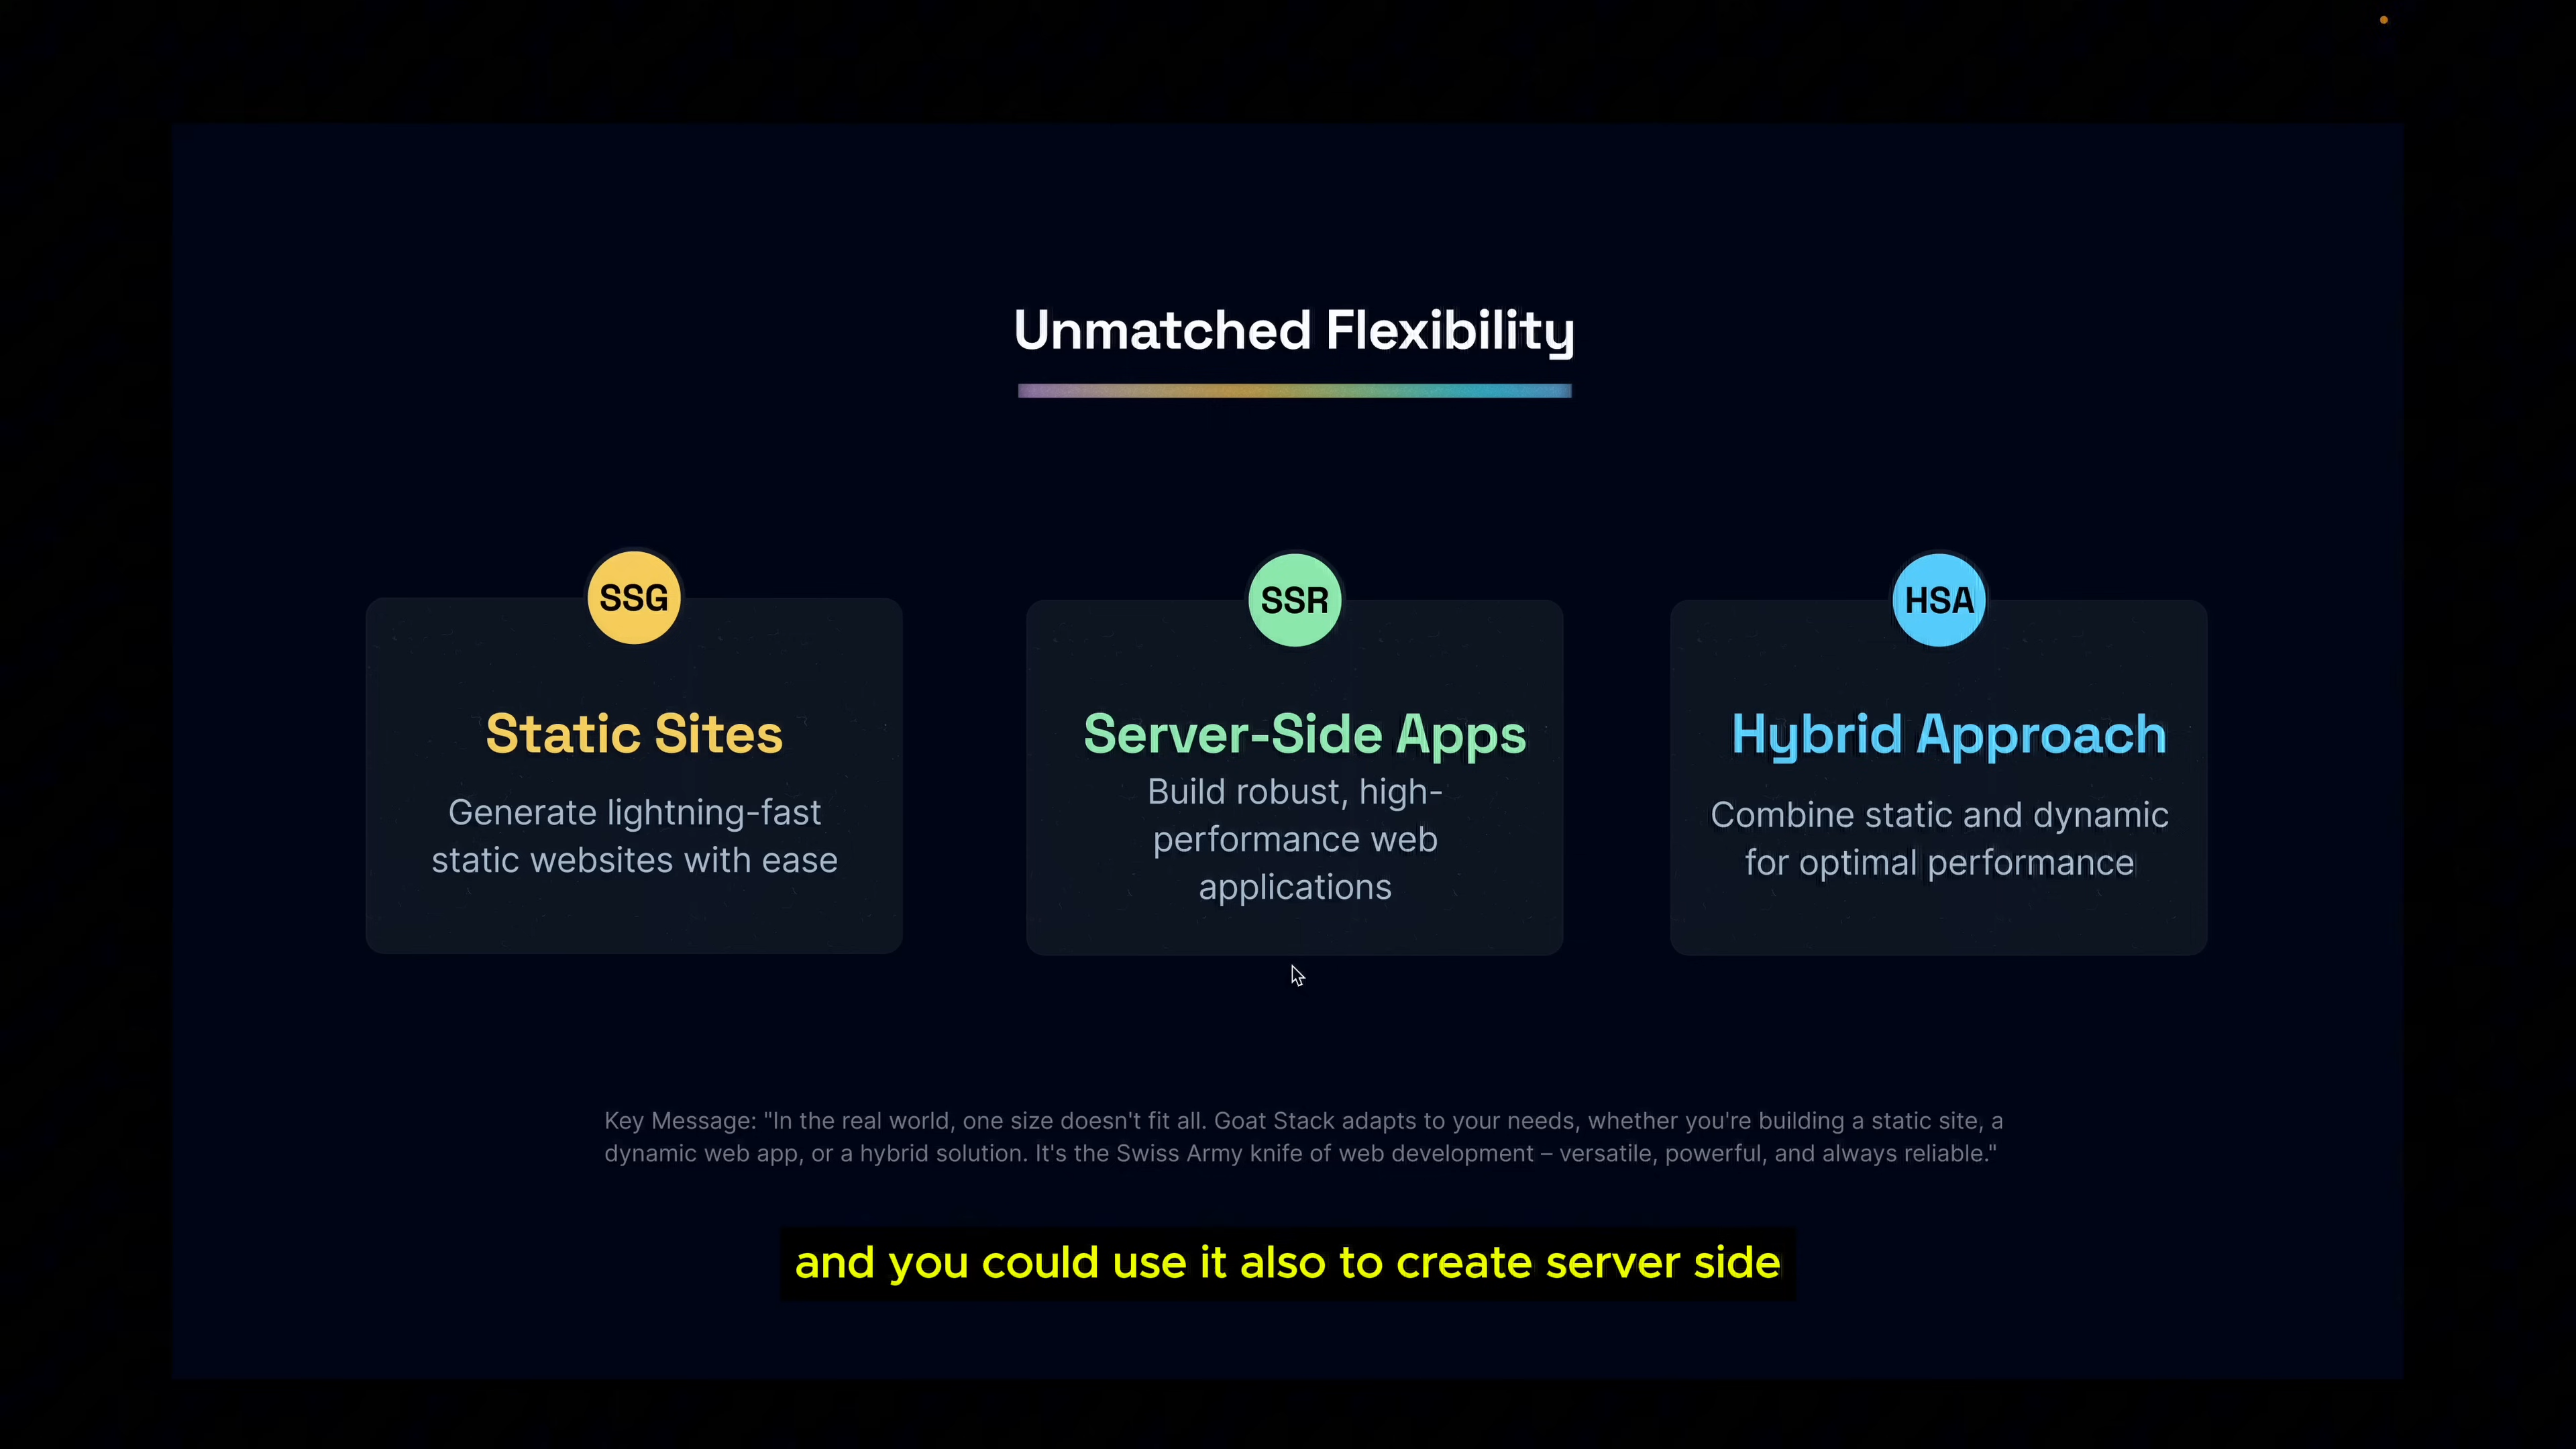 Unmatched Flexibility
SSG
Static Sites
Generate lightning-fast
static websites with ease
SSR
Server-Side Apps
Build robust, high-
performance web
applications
HSA
Hybrid Approach
Combine static and dynamic
for optimal performance
Key Message: "In the real world, one size doesn't fit all. Goat Stack adapts to your needs, whether you're building a static site, a
dynamic web app, or a hybrid solution. It's the Swiss Army knife of web development – versatile, powerful, and always reliable."
and you could use it also to create server side